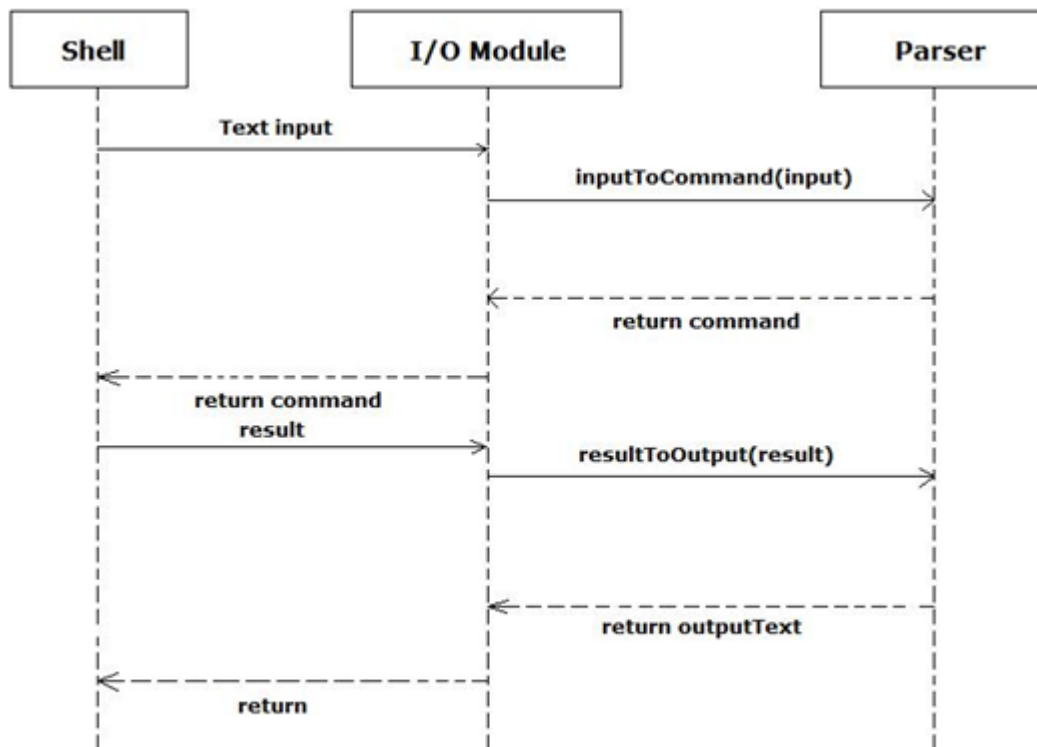 Shell
I/O Module
Parser
Text input
inputToCommand(input)
return command
return command
result
resultToOutput(result)
return outputText
return